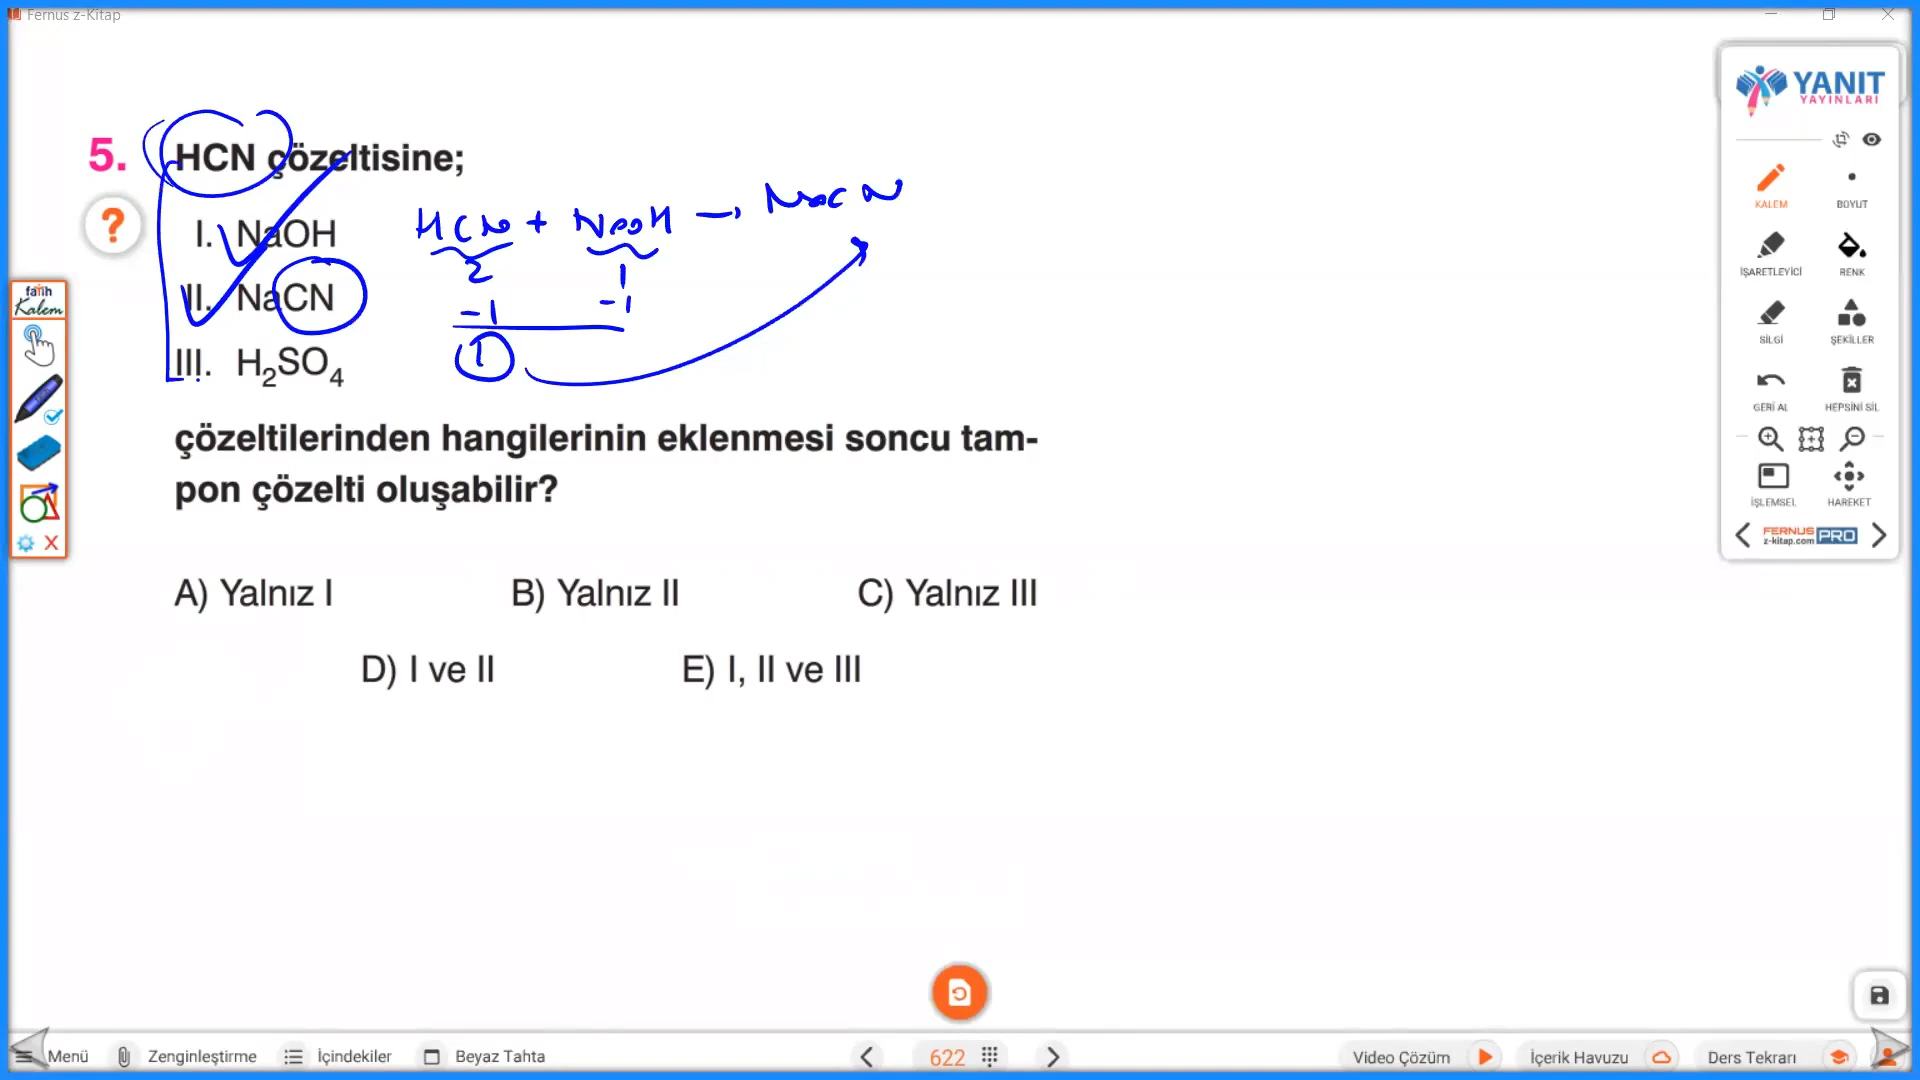 Fernus z-Kitap
YANIT
YAYINLARI
KALEM
BOYUT
İŞARETLEYİCİ
RENK
SİLGİ
ŞEKİLLER
GERİ AL
HEPSİNİ SİL
İŞLEMSEL
HAREKET
FERNUS PRO
z-kitap.com
fatih
Kalem
5. HCN çözeltisine;
?
I. NaOH
II. NaCN
III. H₂SO₄
HCN + NaOH → NaCN
2 1
-1 -1
1
çözeltilerinden hangilerinin eklenmesi soncu tam-
pon çözelti oluşabilir?
A) Yalnız I B) Yalnız II C) Yalnız III
D) I ve II E) I, II ve III
Menü Zenginleştirme İçindekiler Beyaz Tahta 622 Video Çözüm İçerik Havuzu Ders Tekrarı